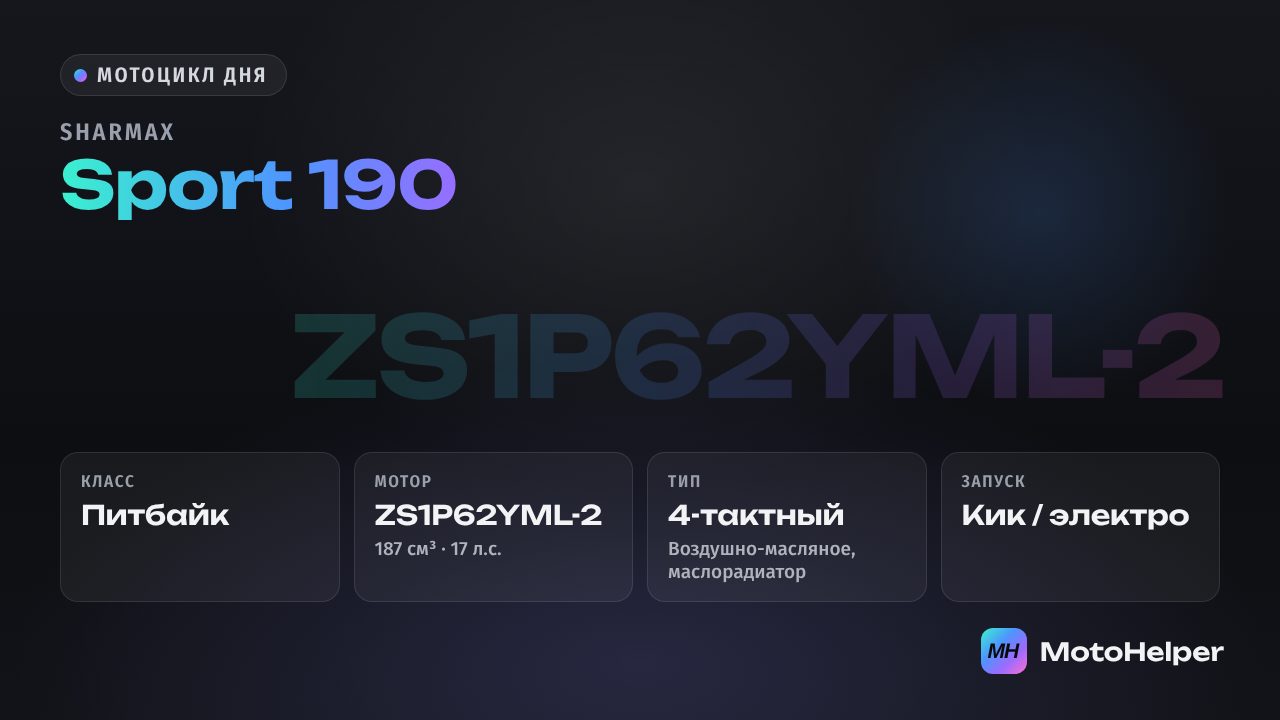 МОТОЦИКЛ ДНЯ
SHARMAX
Sport 190
ZS1P62YML-2
КЛАСС
Питбайк
МОТОР
ZS1P62YML-2
187 см³ · 17 л.с.
ТИП
4-тактный
Воздушно-масляное,
маслорадиатор
ЗАПУСК
Кик / электро
MH MotoHelper